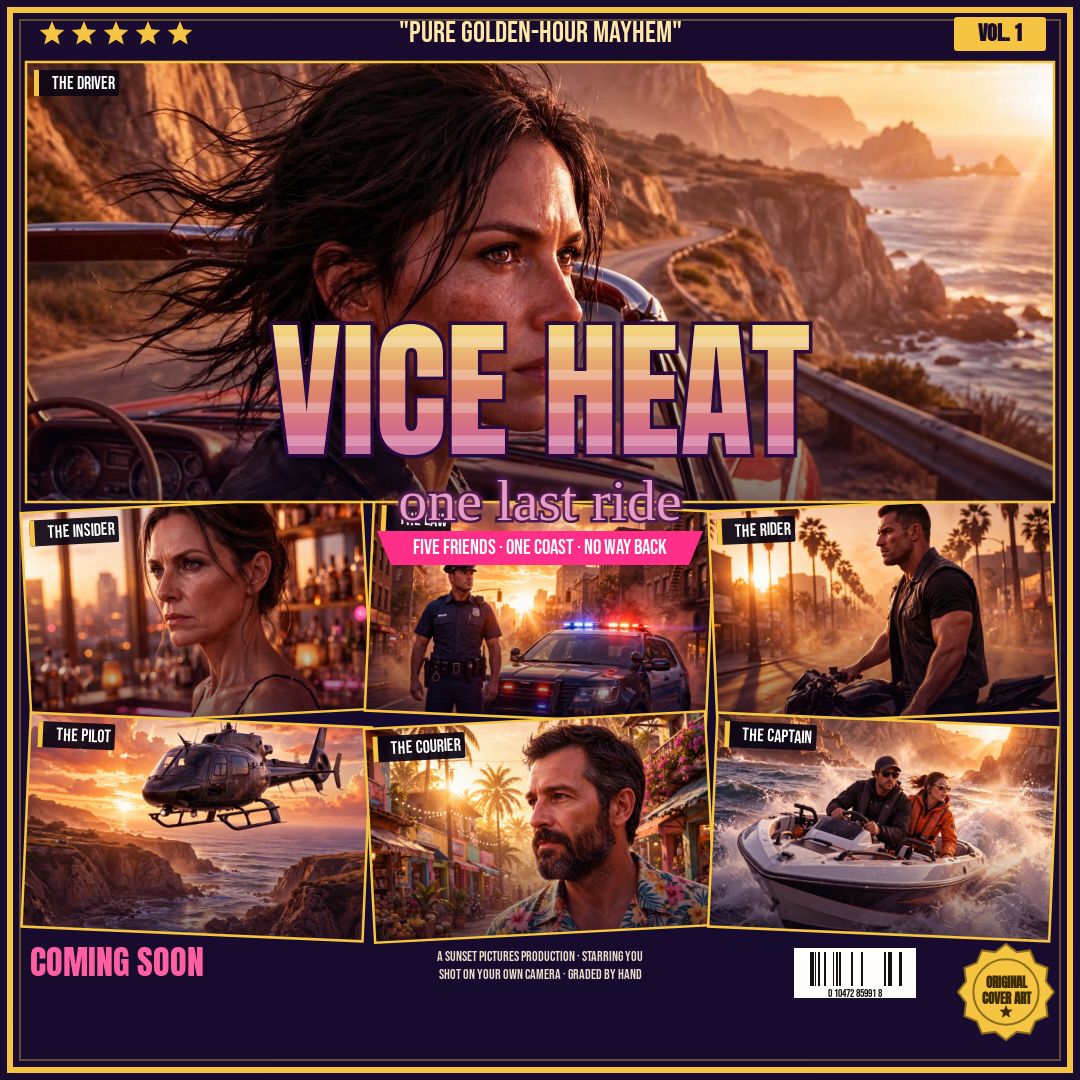 "PURE GOLDEN-HOUR MAYHEM"
VOL. 1
THE DRIVER
VICE HEAT
one last ride
THE INSIDER
THE LAW
THE RIDER
FIVE FRIENDS · ONE COAST · NO WAY BACK
THE PILOT
THE COURIER
THE CAPTAIN
COMING SOON
A SUNSET PICTURES PRODUCTION · STARRING YOU
SHOT ON YOUR OWN CAMERA · GRADED BY HAND
0 10472 85991 8
ORIGINAL
COVER ART